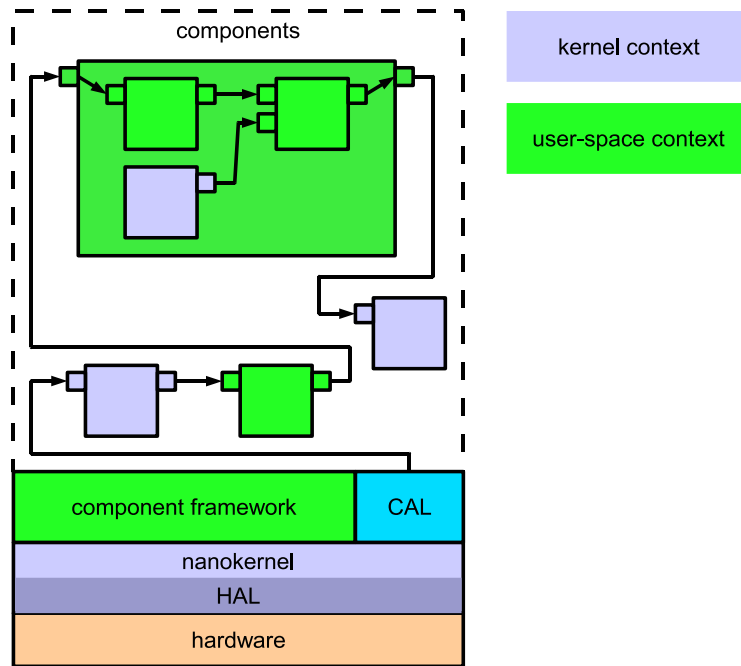 components
kernel context
user-space context
component framework
CAL
nanokernel
HAL
hardware